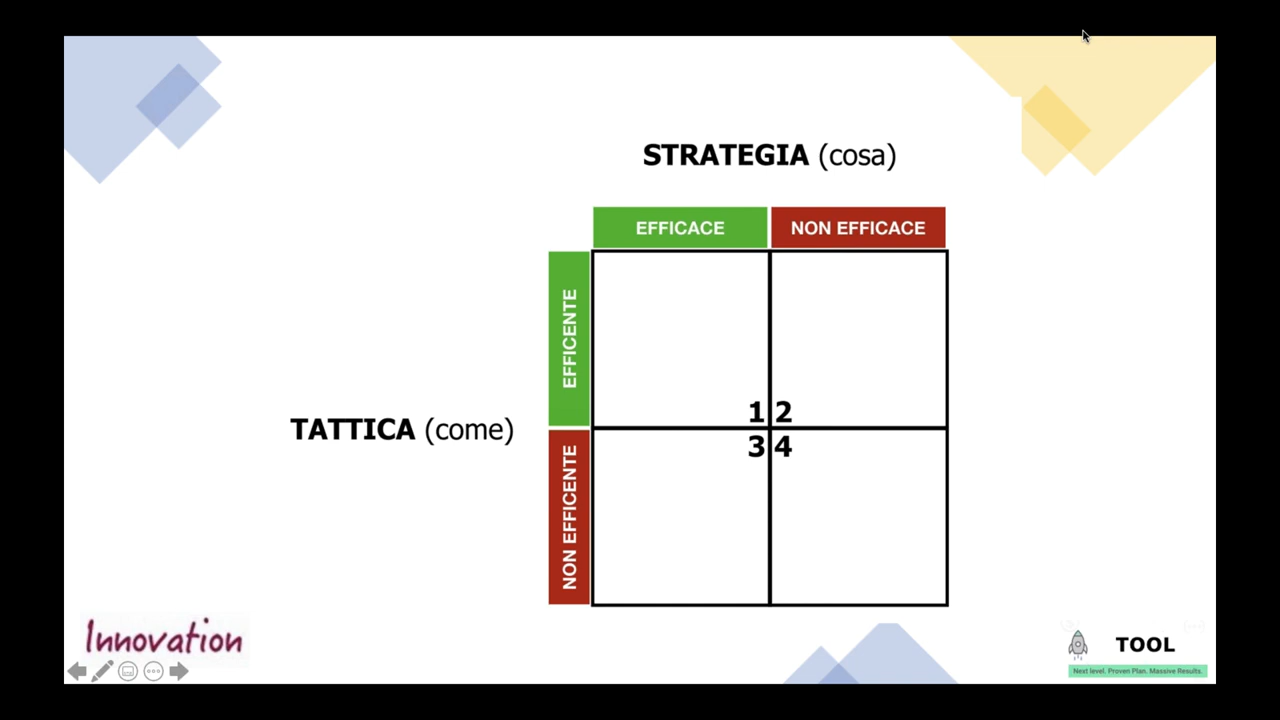 STRATEGIA (cosa)
EFFICACE
NON EFFICACE
EFFICENTE
1 2
TATTICA (come)
3 4
NON EFFICENTE
Innovation
TOOL
Next level. Proven Plan. Massive Results.